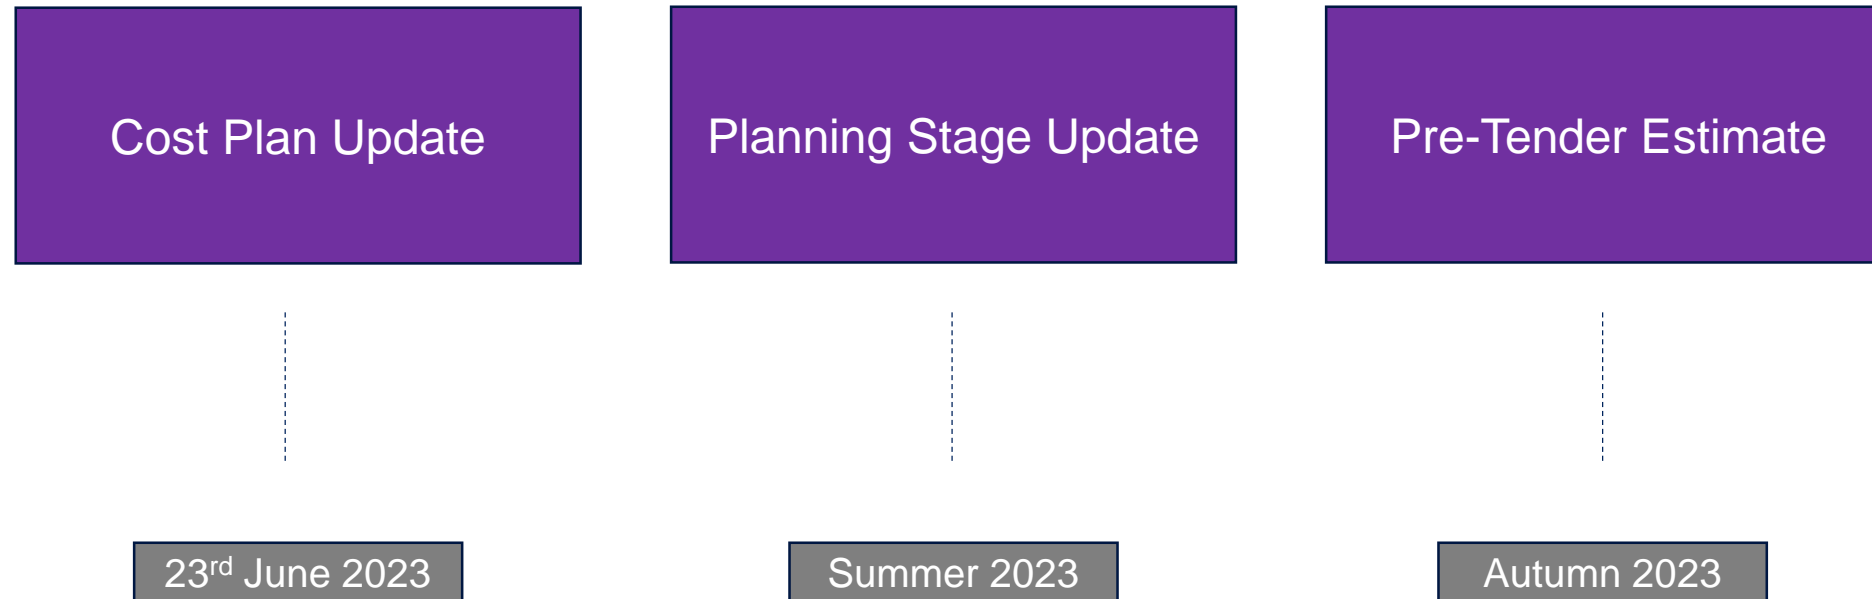 Cost Plan Update
Planning Stage Update
Pre-Tender Estimate
23rd June 2023
Summer 2023
Autumn 2023